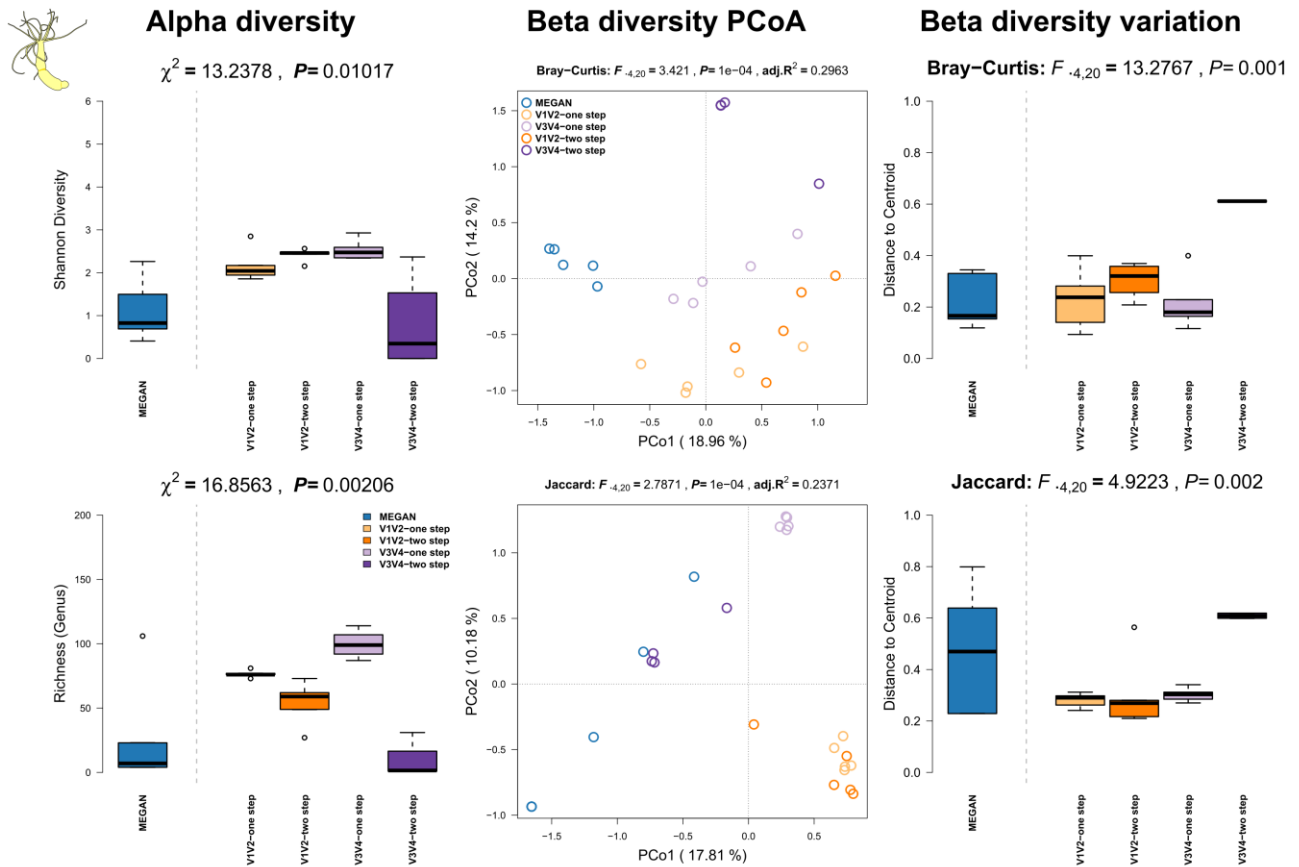 Alpha diversity
Beta diversity PCoA
Beta diversity variation
χ² = 13.2378 , P= 0.01017
Shannon Diversity
6
5
4
3
2
1
0
MEGAN
V1V2−one step
V1V2−two step
V3V4−one step
V3V4−two step
Bray−Curtis: F ·4,20 = 3.421 , P= 1e−04 , adj.R² = 0.2963
MEGAN
V1V2−one step
V3V4−one step
V1V2−two step
V3V4−two step
PCo2 ( 14.2 %)
1.5
1.0
0.5
0.0
−0.5
−1.0
−1.5 −1.0 −0.5 0.0 0.5 1.0
PCo1 ( 18.96 %)
Bray−Curtis: F ·4,20 = 13.2767 , P= 0.001
Distance to Centroid
1.0
0.8
0.6
0.4
0.2
0.0
MEGAN
V1V2−one step
V1V2−two step
V3V4−one step
V3V4−two step
χ² = 16.8563 , P= 0.00206
Richness (Genus)
200
150
100
50
0
MEGAN
V1V2−one step
V1V2−two step
V3V4−one step
V3V4−two step
MEGAN
V1V2−one step
V1V2−two step
V3V4−one step
V3V4−two step
Jaccard: F ·4,20 = 2.7871 , P= 1e−04 , adj.R² = 0.2371
PCo2 ( 10.18 %)
1.0
0.5
0.0
−0.5
−1.0
−1.5 −1.0 −0.5 0.0 0.5
PCo1 ( 17.81 %)
Jaccard: F ·4,20 = 4.9223 , P= 0.002
Distance to Centroid
1.0
0.8
0.6
0.4
0.2
0.0
MEGAN
V1V2−one step
V1V2−two step
V3V4−one step
V3V4−two step